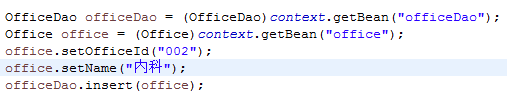 OfficeDao officeDao = (OfficeDao)context.getBean("officeDao");
Office office = (Office)context.getBean("office");
office.setOfficeId("002");
office.setName("内科");
officeDao.insert(office);